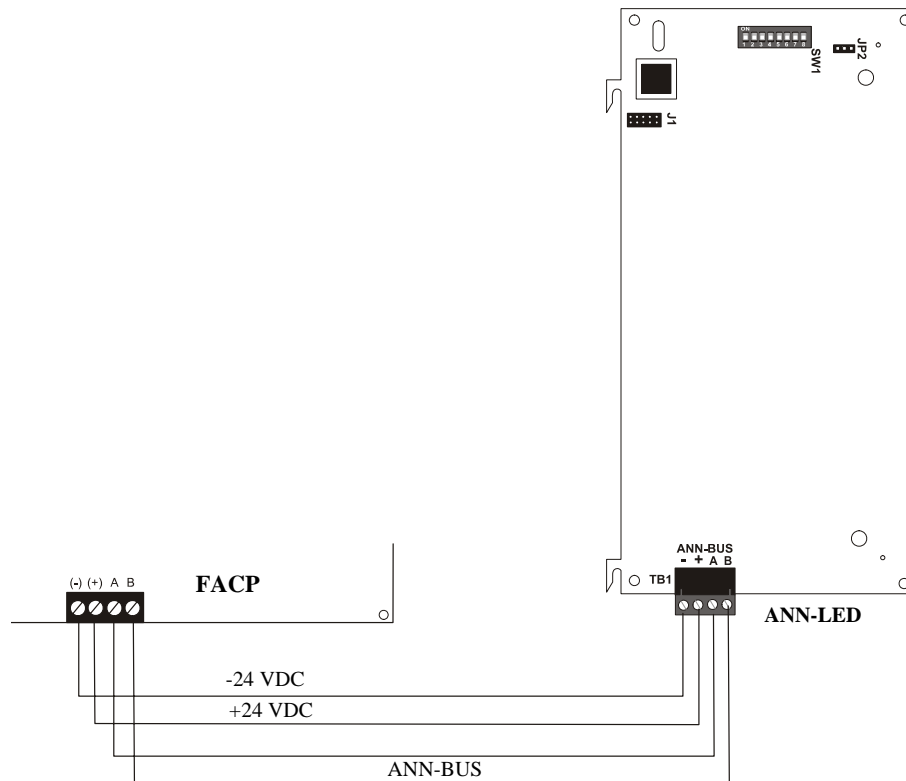 ON
1 2 3 4 5 6 7 8
SW1
JP2
J1
ANN-BUS
- + A B
TB1
(-) (+) A B
FACP
ANN-LED
-24 VDC
+24 VDC
ANN-BUS